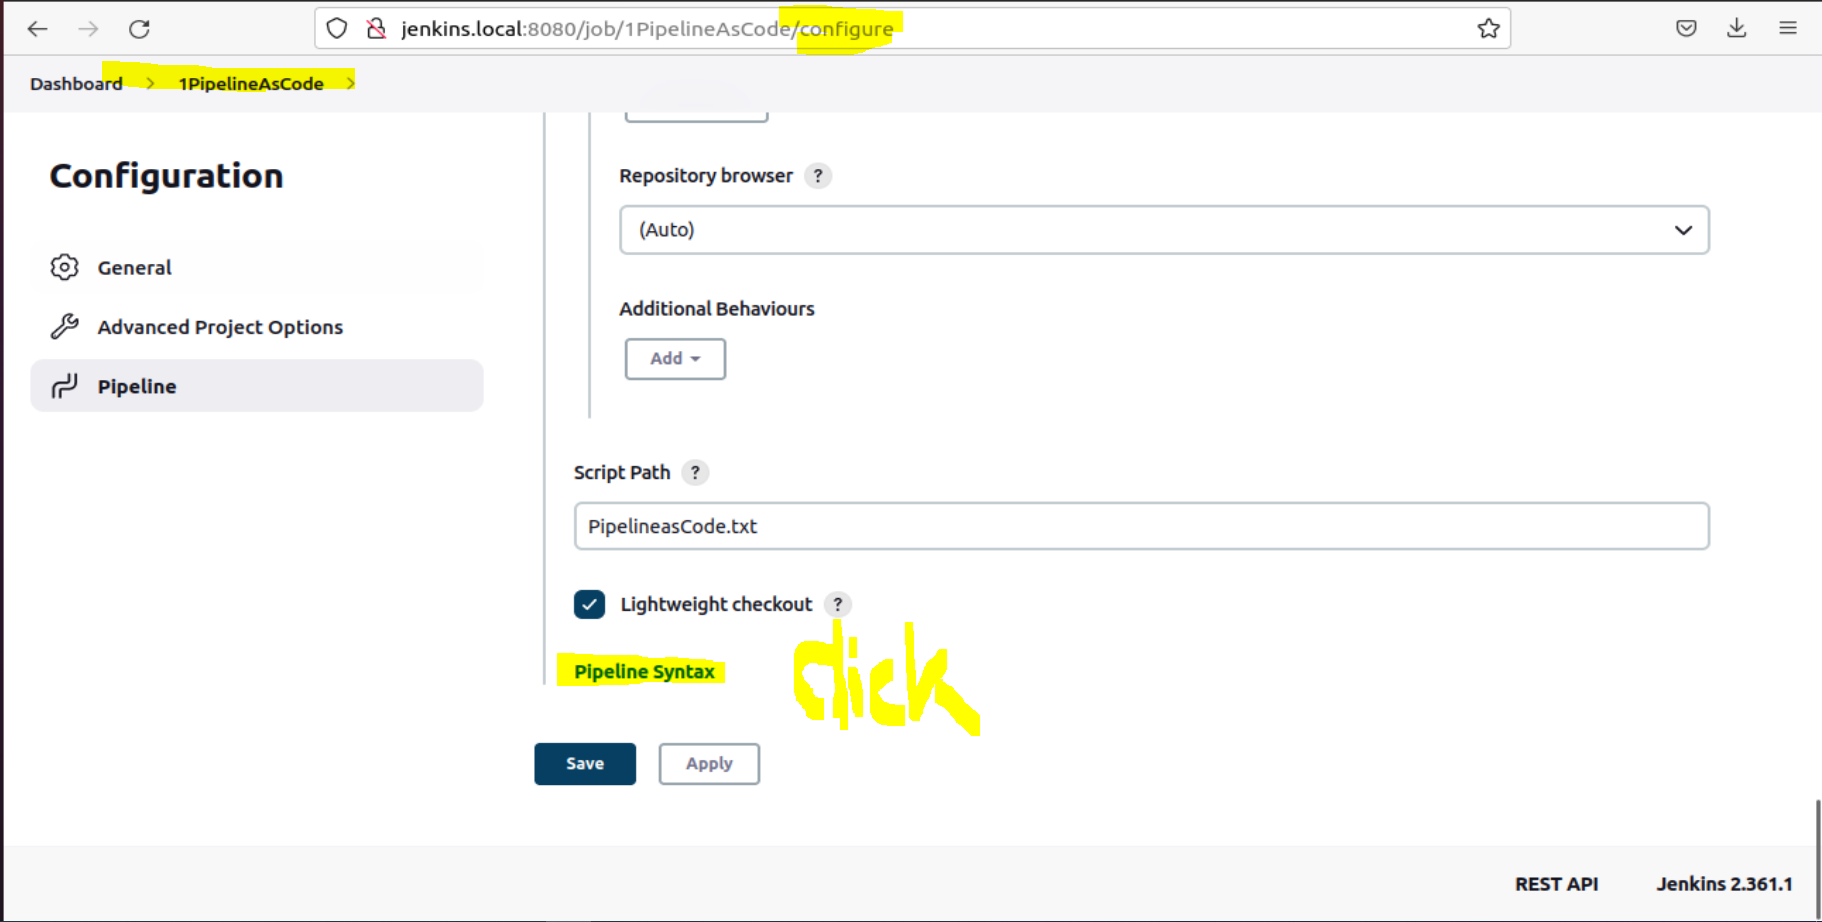 jenkins.local:8080/job/1PipelineAsCode/configure
Dashboard > 1PipelineAsCode >
Configuration
General
Advanced Project Options
Pipeline
Repository browser ?
(Auto)
Additional Behaviours
Add
Script Path ?
PipelineasCode.txt
Lightweight checkout ?
click
Pipeline Syntax
Save Apply
REST API Jenkins 2.361.1